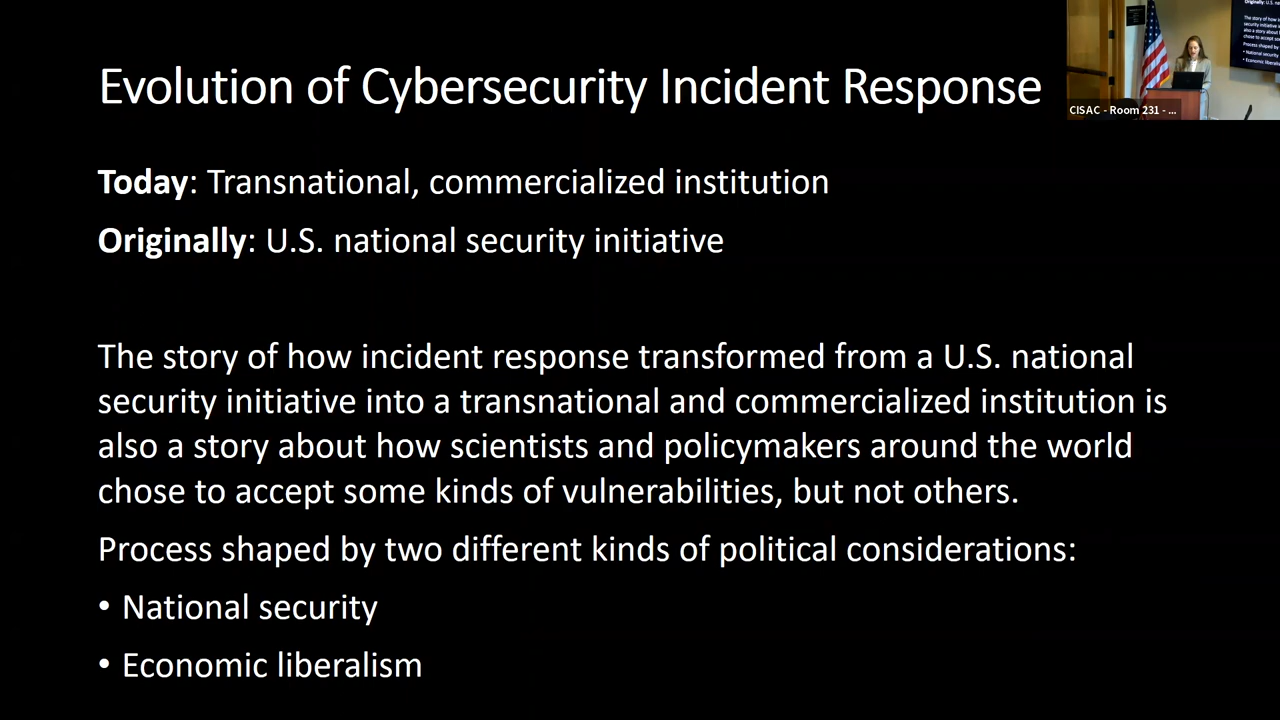 Evolution of Cybersecurity Incident Response
Today: Transnational, commercialized institution
Originally: U.S. national security initiative
The story of how incident response transformed from a U.S. national
security initiative into a transnational and commercialized institution is
also a story about how scientists and policymakers around the world
chose to accept some kinds of vulnerabilities, but not others.
Process shaped by two different kinds of political considerations:
• National security
• Economic liberalism
CISAC - Room 231 - ...